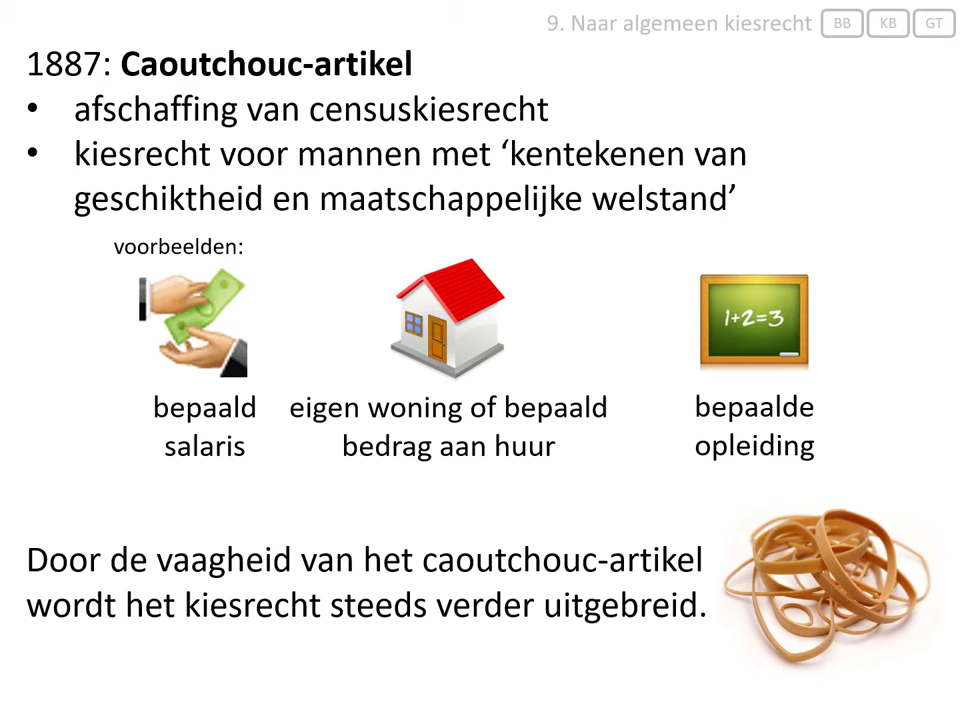 9. Naar algemeen kiesrecht BB KB GT
1887: Caoutchouc-artikel
• afschaffing van censuskiesrecht
• kiesrecht voor mannen met ‘kentekenen van
geschiktheid en maatschappelijke welstand’
voorbeelden:
1+2=3
bepaald eigen woning of bepaald bepaalde
salaris bedrag aan huur opleiding
Door de vaagheid van het caoutchouc-artikel
wordt het kiesrecht steeds verder uitgebreid.